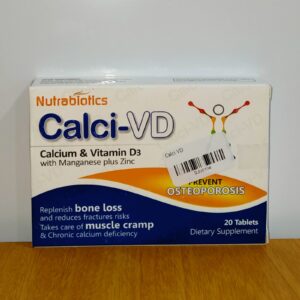 Nutrabiotics
Calci-VD
Calcium & Vitamin D3
with Manganese plus Zinc
Calci VD
PREVENT
OSTEOPOROSIS
Replenish bone loss
and reduces fractures risks
Takes care of muscle cramp
& Chronic calcium deficiency
20 Tablets
Dietary Supplement